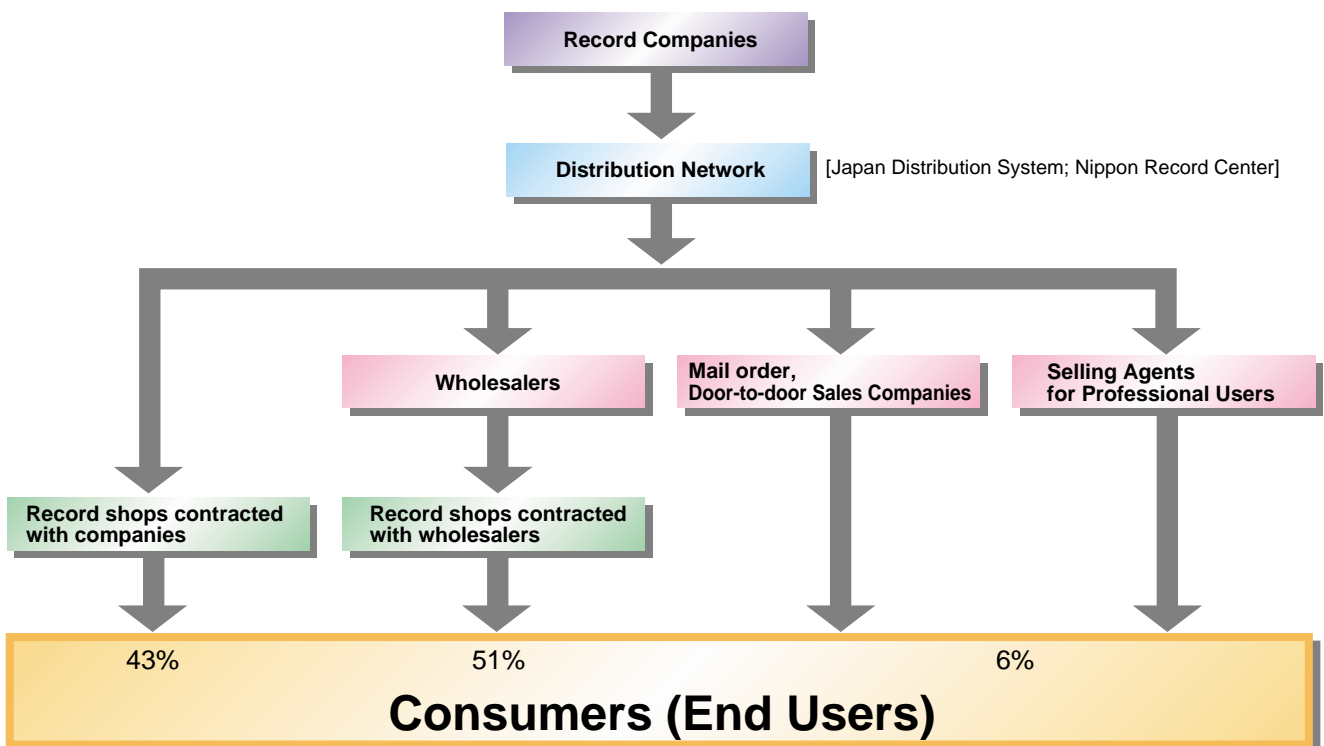 Record Companies
Distribution Network
[Japan Distribution System; Nippon Record Center]
Wholesalers
Mail order,
Door-to-door Sales Companies
Selling Agents
for Professional Users
Record shops contracted
with companies
Record shops contracted
with wholesalers
43%
51%
6%
Consumers (End Users)